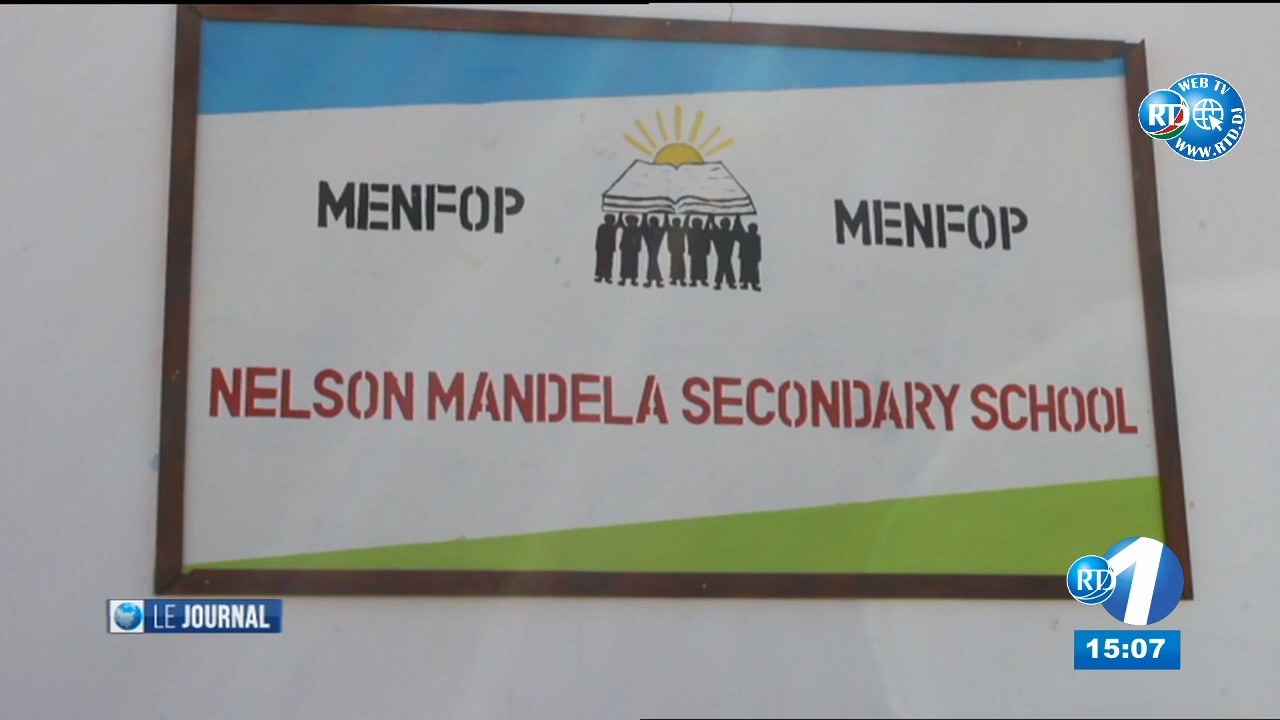 WEB TV
RTD
WWW.RTD.DJ
MENFOP MENFOP
NELSON MANDELA SECONDARY SCHOOL
LE JOURNAL
RTD 1
15:07